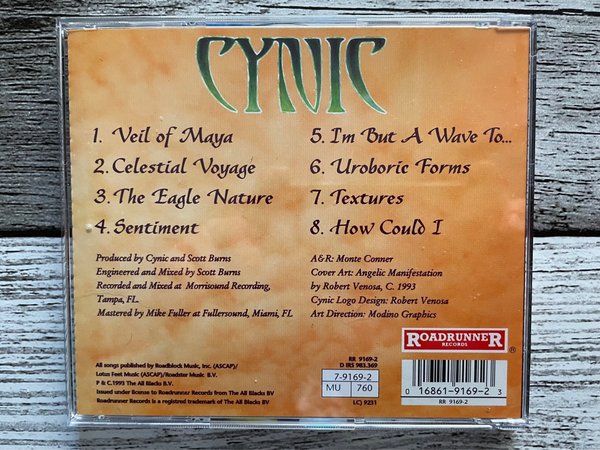 CYNIC
1. Veil of Maya
2. Celestial Voyage
3. The Eagle Nature
4. Sentiment
5. I'm But A Wave To...
6. Uroboric Forms
7. Textures
8. How Could I
Produced by Cynic and Scott Burns
Engineered and Mixed by Scott Burns
Recorded and Mixed at Morrisound Recording,
Tampa, FL.
Mastered by Mike Fuller at Fullersound, Miami, FL
A&R: Monte Conner
Cover Art: Angelic Manifestation
by Robert Venosa, C. 1993
Cynic Logo Design: Robert Venosa
Art Direction: Modino Graphics
All songs published by Roadblock Music, Inc. (ASCAP)/
Lotus Feet Music (ASCAP)/Roadster Music B.V.
P & C.1993 The All Blacks B.V.
Issued under license to Roadrunner Records from The All Blacks BV
Roadrunner Records is a registered trademark of The All Blacks BV
RR 9169-2
D IRS 983.369
7-9169-2
MU 760
LC) 9231
ROADRUNNER
RECORDS
®
0 16861-9169-2 3
RR 9169-2